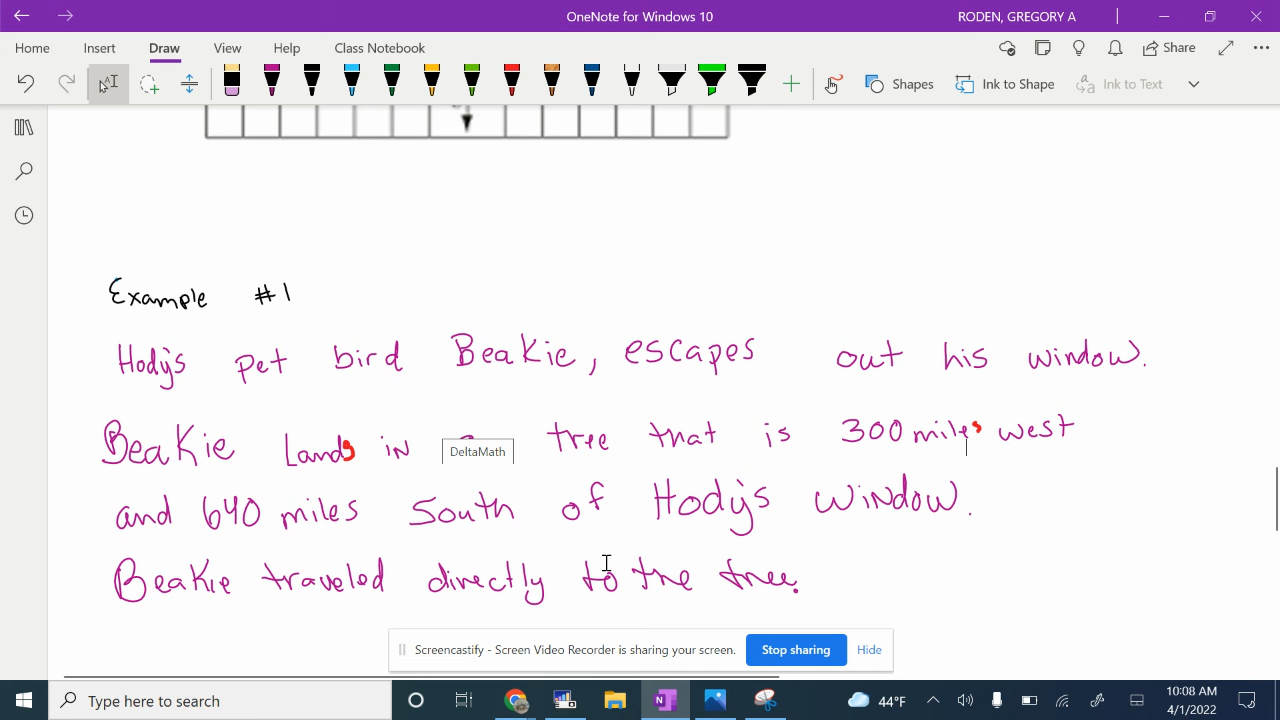 OneNote for Windows 10
RODEN, GREGORY A
Home Insert Draw View Help Class Notebook Share
Shapes Ink to Shape Ink to Text
Example #1
Hody's pet bird Beakie, escapes out his window.
Beakie Lands in tree that is 300 miles west
DeltaMath
and 640 miles South of Hody's window.
Beakie traveled directly to the tree.
Screencastify - Screen Video Recorder is sharing your screen. Stop sharing Hide
Type here to search
44°F
10:08 AM
4/1/2022